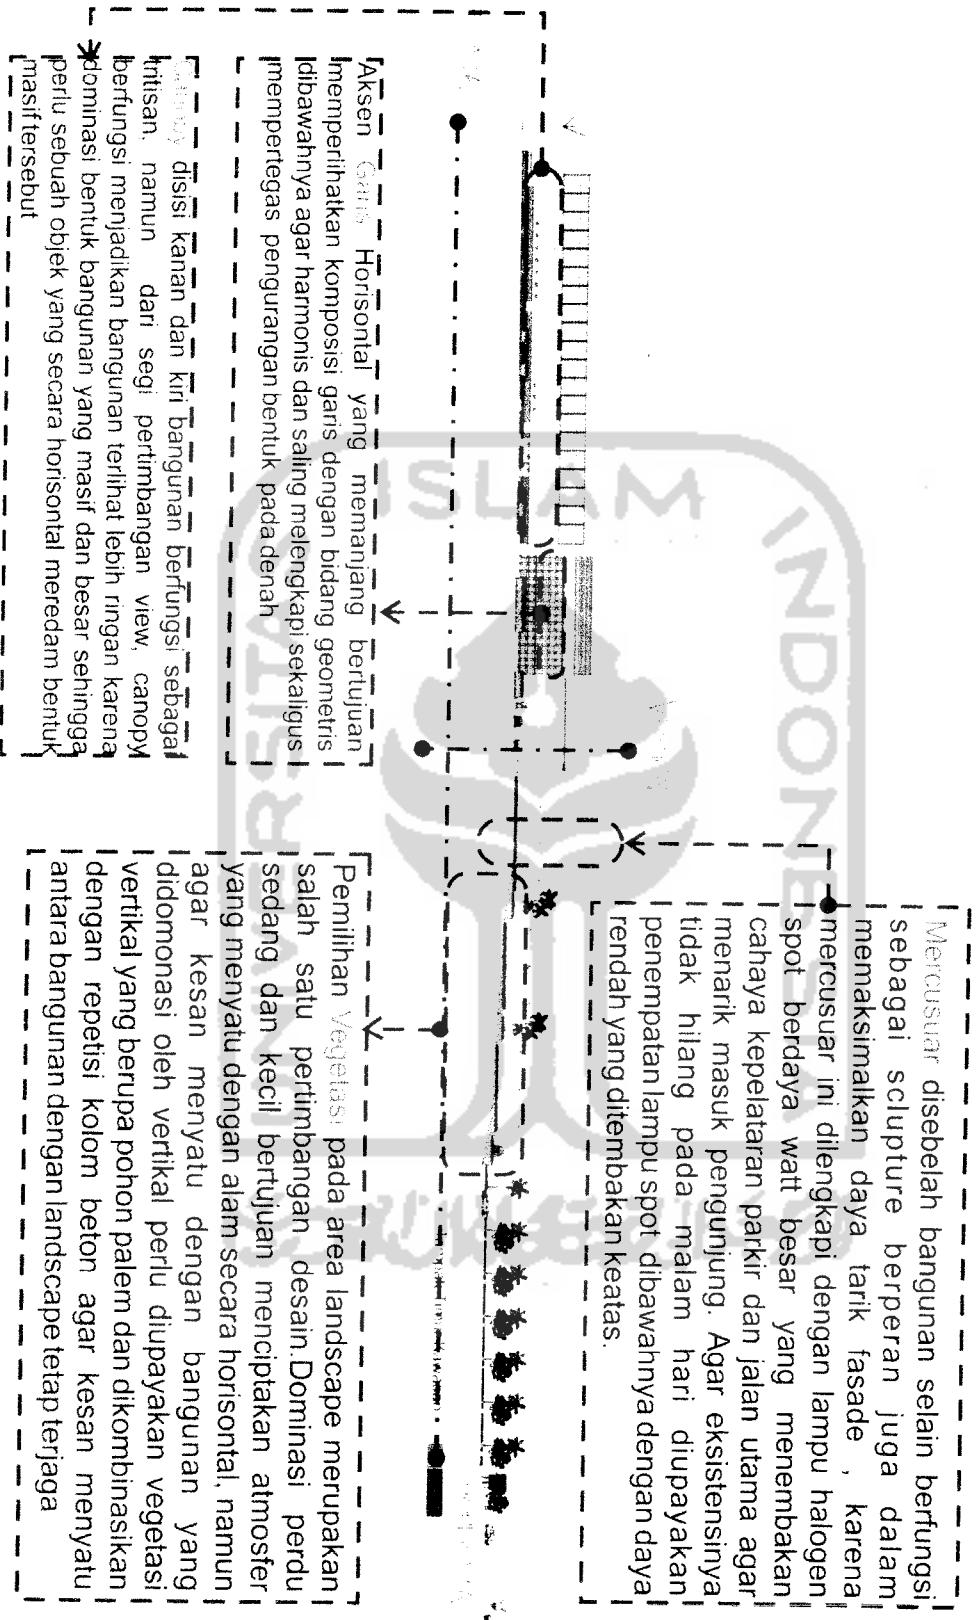 Mercusuar disebelah bangunan selain berfungsi
sebagai sclupture berperan juga dalam
memaksimalkan daya tarik fasade , karena
mercusuar ini dilengkapi dengan lampu halogen
spot berdaya watt besar yang menembakan
cahaya kepelataran parkir dan jalan utama agar
menarik masuk pengunjung. Agar eksistensinya
tidak hilang pada malam hari diupayakan
penempatan lampu spot dibawahnya dengan daya
rendah yang ditembakan keatas.
Aksen Garis Horisontal yang memanjang bertujuan
memperlihatkan komposisi garis dengan bidang geometris
dibawahnya agar harmonis dan saling melengkapi sekaligus
mempertegas pengurangan bentuk pada denah
Canopy disisi kanan dan kiri bangunan berfungsi sebagai
tritisan, namun dari segi pertimbangan view, canopy
berfungsi menjadikan bangunan terlihat lebih ringan karena
dominasi bentuk bangunan yang masif dan besar sehingga
perlu sebuah objek yang secara horisontal meredam bentuk
masif tersebut
Pemilihan Vegetasi pada area landscape merupakan
salah satu pertimbangan desain.Dominasi perdu
sedang dan kecil bertujuan menciptakan atmosfer
yang menyatu dengan alam secara horisontal, namun
agar kesan menyatu dengan bangunan yang
didomonasi oleh vertikal perlu diupayakan vegetasi
vertikal yang berupa pohon palem dan dikombinasikan
dengan repetisi kolom beton agar kesan menyatu
antara bangunan dengan landscape tetap terjaga
UNIVERSITAS
ISLAM
INDONESIA